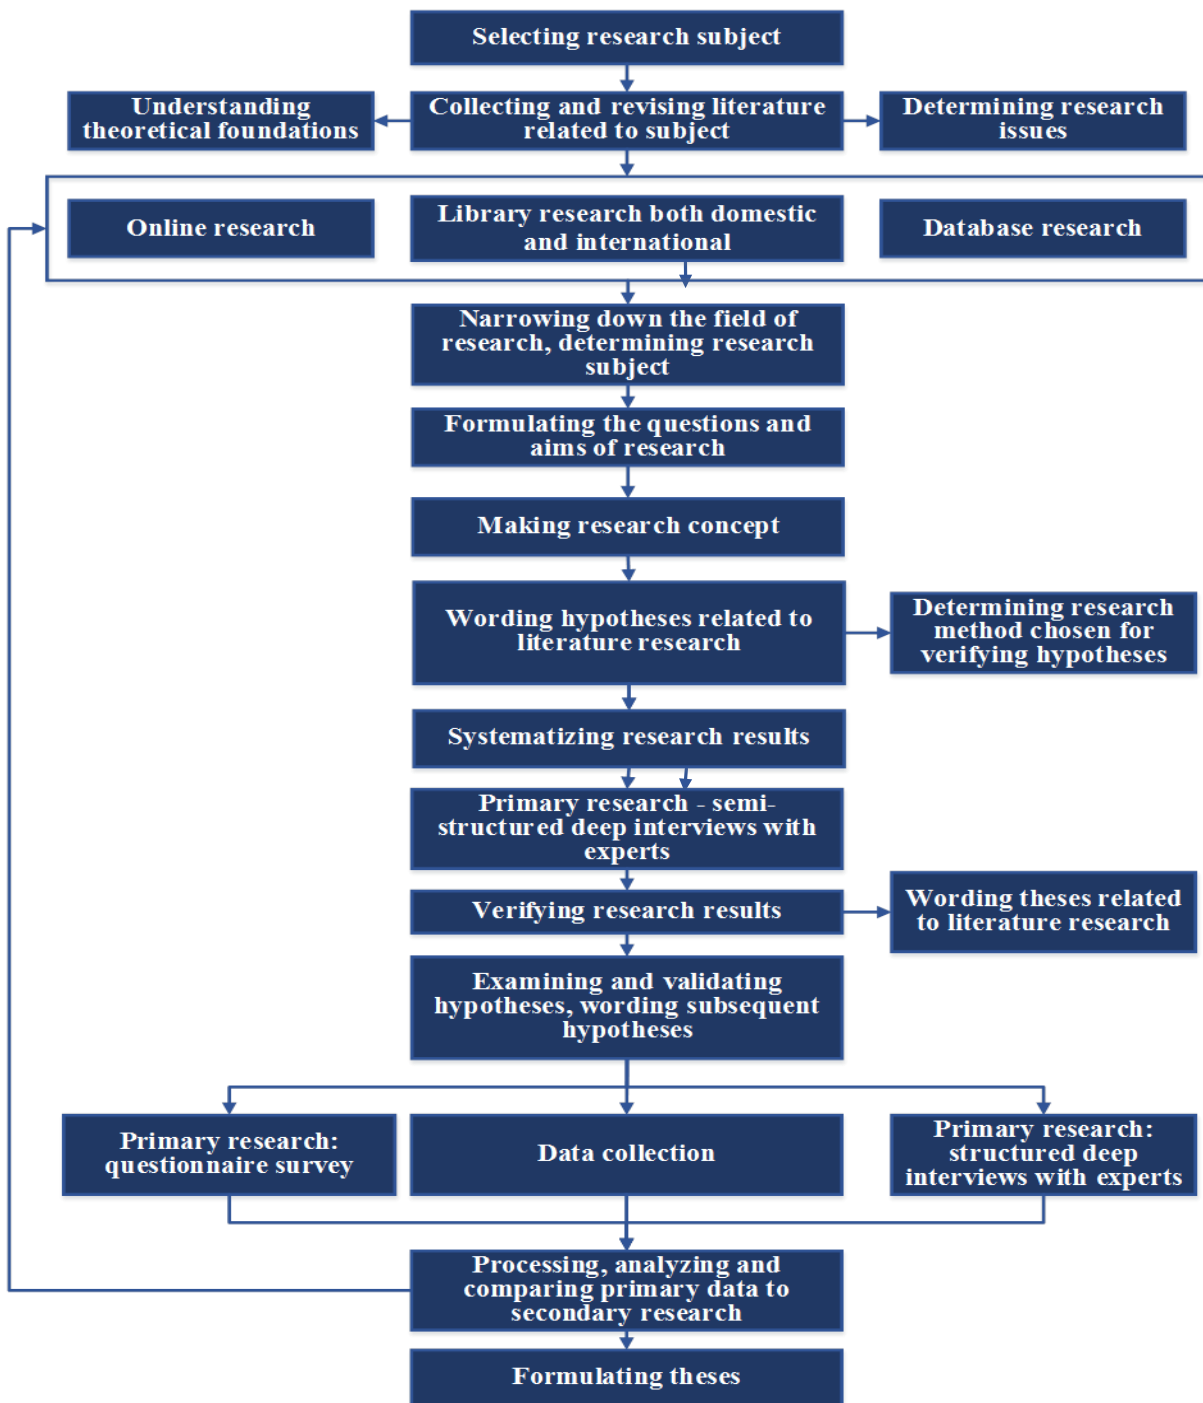 Selecting research subject
Understanding
theoretical foundations
Collecting and revising literature
related to subject
Determining research
issues
Online research
Library research both domestic
and international
Database research
Narrowing down the field of
research, determining research
subject
Formulating the questions and
aims of research
Making research concept
Wording hypotheses related to
literature research
Determining research
method chosen for
verifying hypotheses
Systematizing research results
Primary research - semi-
structured deep interviews with
experts
Verifying research results
Wording theses related
to literature research
Examining and validating
hypotheses, wording subsequent
hypotheses
Primary research:
questionnaire survey
Data collection
Primary research:
structured deep
interviews with experts
Processing, analyzing and
comparing primary data to
secondary research
Formulating theses